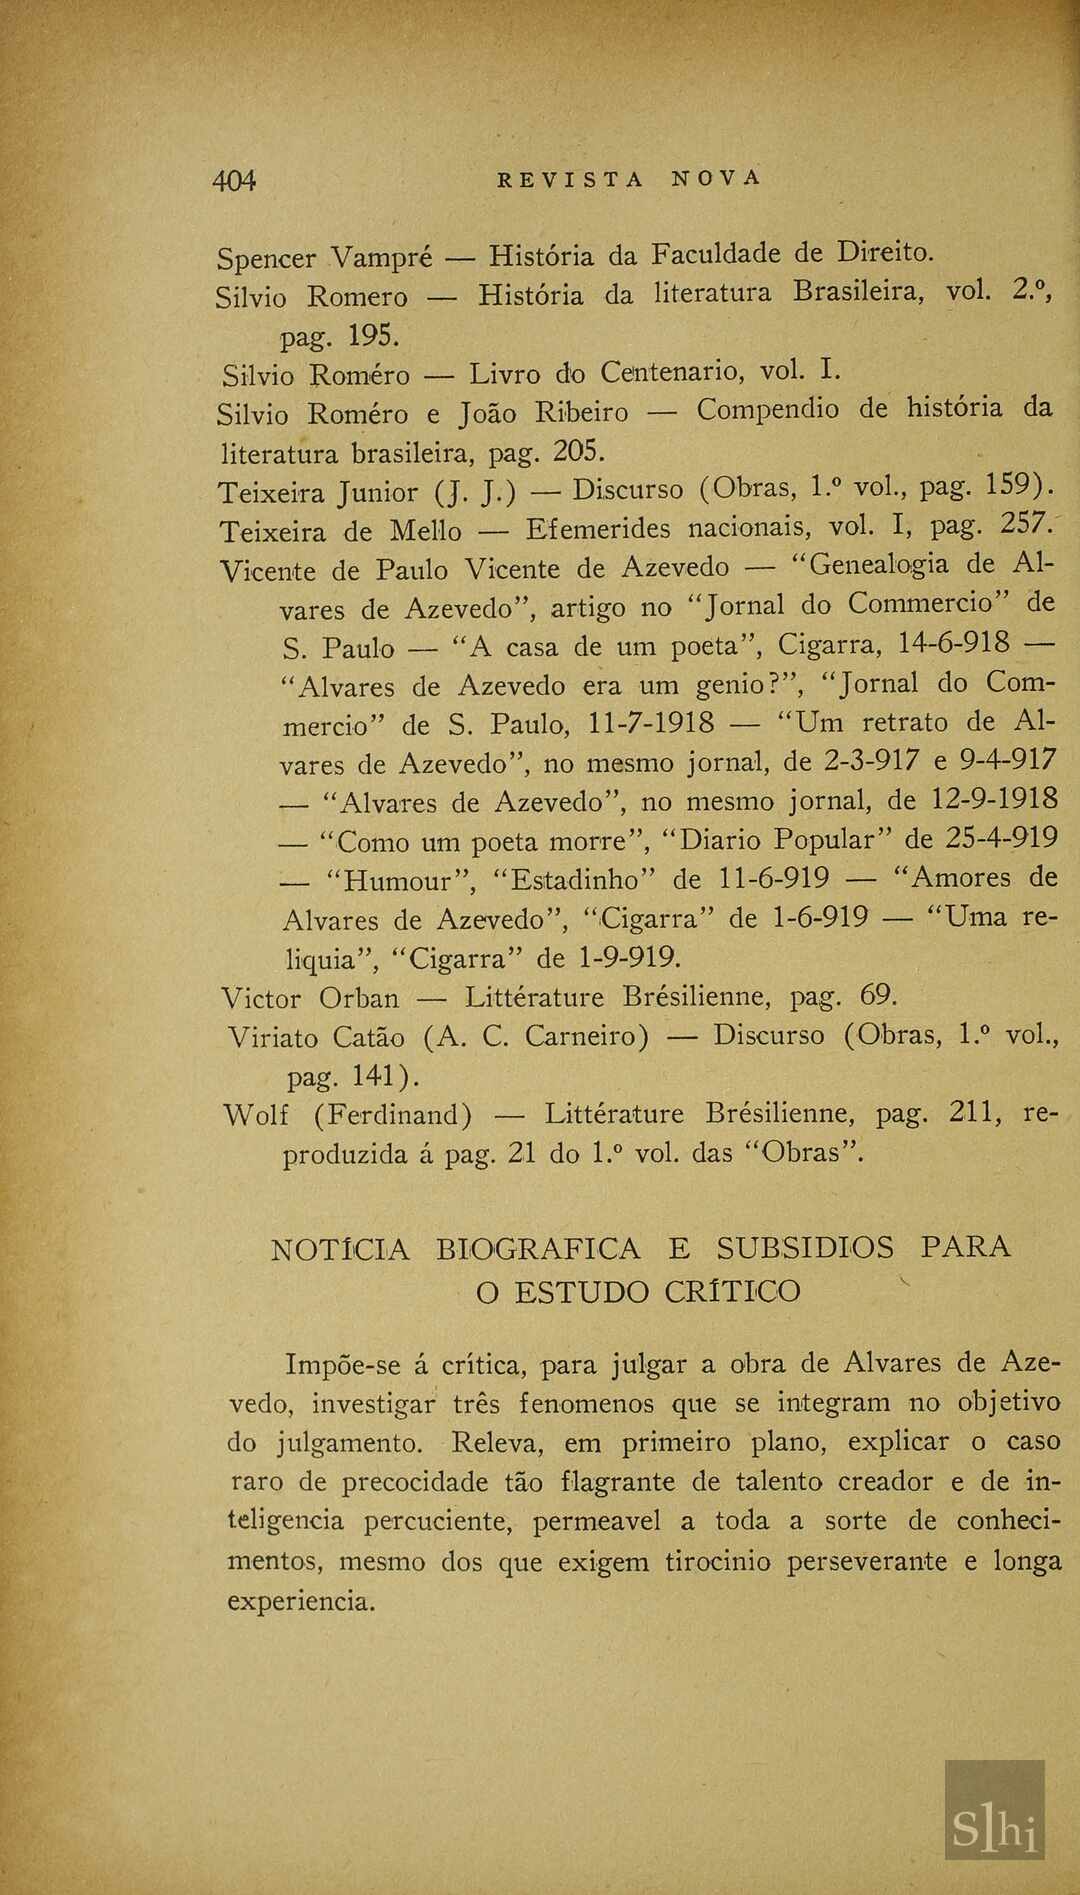 404 REVISTA NOVA
Spencer Vampré — História da Faculdade de Direito.
Silvio Romero — História da literatura Brasileira, vol. 2.º,
pag. 195.
Silvio Roméro — Livro do Centenario, vol. I.
Silvio Roméro e João Ribeiro — Compendio de história da
literatura brasileira, pag. 205.
Teixeira Junior (J. J.) — Discurso (Obras, 1.º vol., pag. 159).
Teixeira de Mello — Efemerides nacionais, vol. I, pag. 257.
Vicente de Paulo Vicente de Azevedo — “Genealogia de Al-
vares de Azevedo”, artigo no “Jornal do Commercio” de
S. Paulo — “A casa de um poeta”, Cigarra, 14-6-918 —
“Alvares de Azevedo era um genio?”, “Jornal do Com-
mercio” de S. Paulo, 11-7-1918 — “Um retrato de Al-
vares de Azevedo”, no mesmo jornal, de 2-3-917 e 9-4-917
— “Alvares de Azevedo”, no mesmo jornal, de 12-9-1918
— “Como um poeta morre”, “Diario Popular” de 25-4-919
— “Humour”, “Estadinho” de 11-6-919 — “Amores de
Alvares de Azevedo”, “Cigarra” de 1-6-919 — “Uma re-
liquia”, “Cigarra” de 1-9-919.
Victor Orban — Littérature Brésilienne, pag. 69.
Viriato Catão (A. C. Carneiro) — Discurso (Obras, 1.º vol.,
pag. 141).
Wolf (Ferdinand) — Littérature Brésilienne, pag. 211, re-
produzida á pag. 21 do 1.º vol. das “Obras”.
NOTÍCIA BIOGRAFICA E SUBSIDIOS PARA
O ESTUDO CRÍTICO
Impõe-se á crítica, para julgar a obra de Alvares de Aze-
vedo, investigar três fenomenos que se integram no objetivo
do julgamento. Releva, em primeiro plano, explicar o caso
raro de precocidade tão flagrante de talento creador e de in-
teligencia percuciente, permeavel a toda a sorte de conheci-
mentos, mesmo dos que exigem tirocinio perseverante e longa
experiencia.
slhi